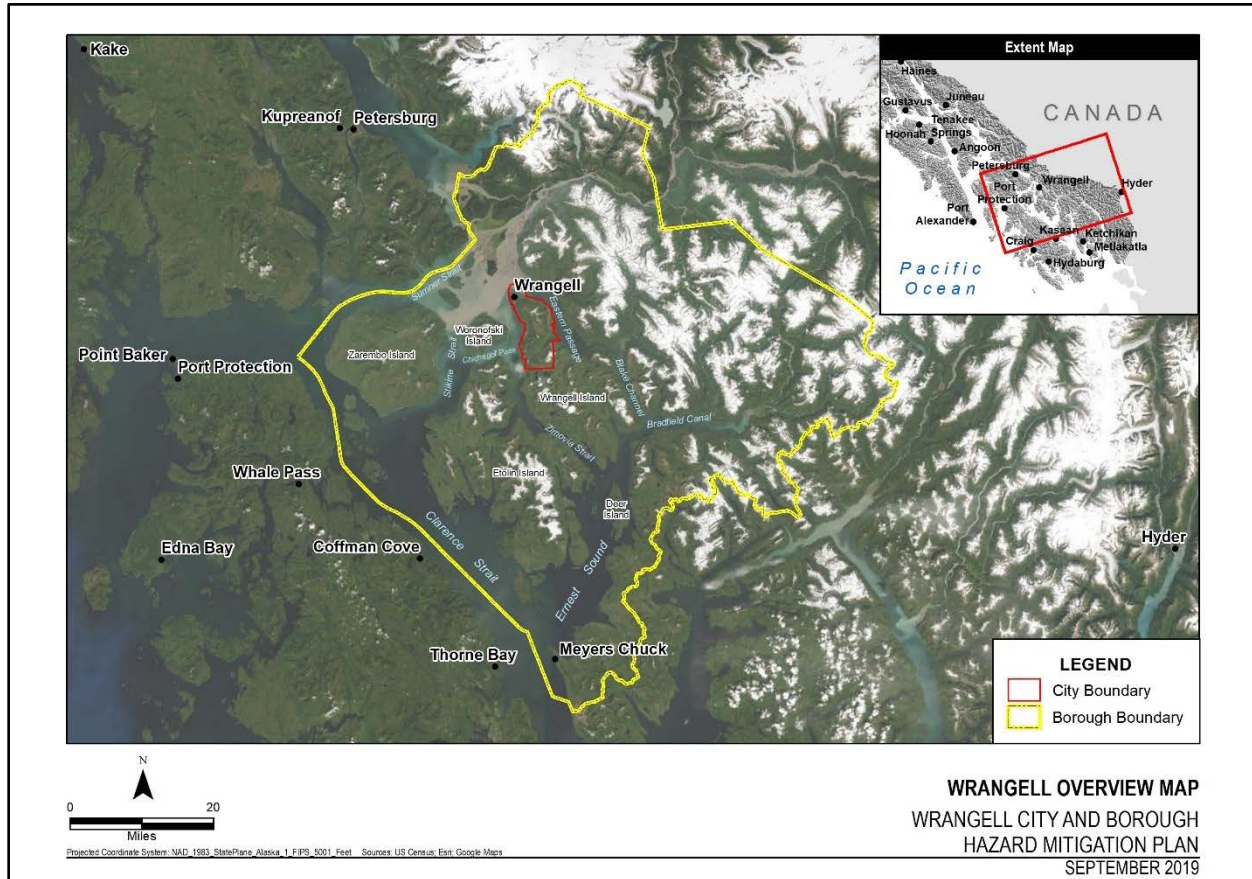 Kake
Kupreanof
Petersburg
Wrangell
Sumner Strait
Point Baker
Port Protection
Zarembo Island
Woronofski
Island
Stikine Strait
Chichagof Pass
Eastern Passage
Wrangell Island
Blake Channel
Bradfield Canal
Zimovia Strait
Etolin Island
Deer
Island
Whale Pass
Edna Bay
Coffman Cove
Clarence Strait
Ernest Sound
Thorne Bay
Meyers Chuck
Hyder
Extent Map
Haines
CANADA
Gustavus
Juneau
Tenakee
Springs
Hoonah
Angoon
Petersburg
Wrangell
Port
Protection
Hyder
Port
Alexander
Kasaan
Ketchikan
Craig
Metlakatla
Hydaburg
Pacific
Ocean
LEGEND
City Boundary
Borough Boundary
N
0 20
Miles
Projected Coordinate System: NAD_1983_StatePlane_Alaska_1_FIPS_5001_Feet Sources: US Census; Esri; Google Maps
WRANGELL OVERVIEW MAP
WRANGELL CITY AND BOROUGH
HAZARD MITIGATION PLAN
SEPTEMBER 2019